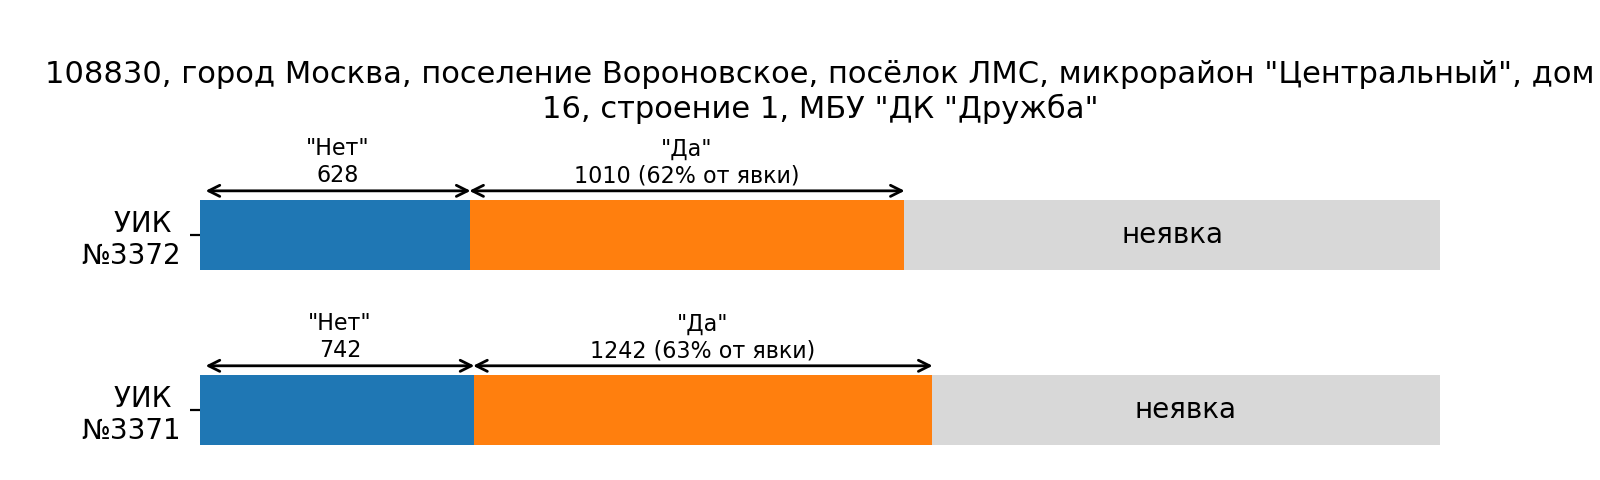 108830, город Москва, поселение Вороновское, посёлок ЛМС, микрорайон "Центральный", дом
16, строение 1, МБУ "ДК "Дружба"
"Нет"
628
"Да"
1010 (62% от явки)
УИК
№3372
неявка
"Нет"
742
"Да"
1242 (63% от явки)
УИК
№3371
неявка